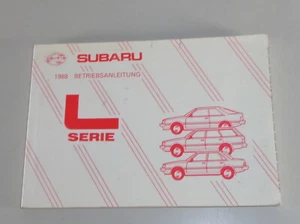 SUBARU
1988 BETRIEBSANLEITUNG
L
SERIE